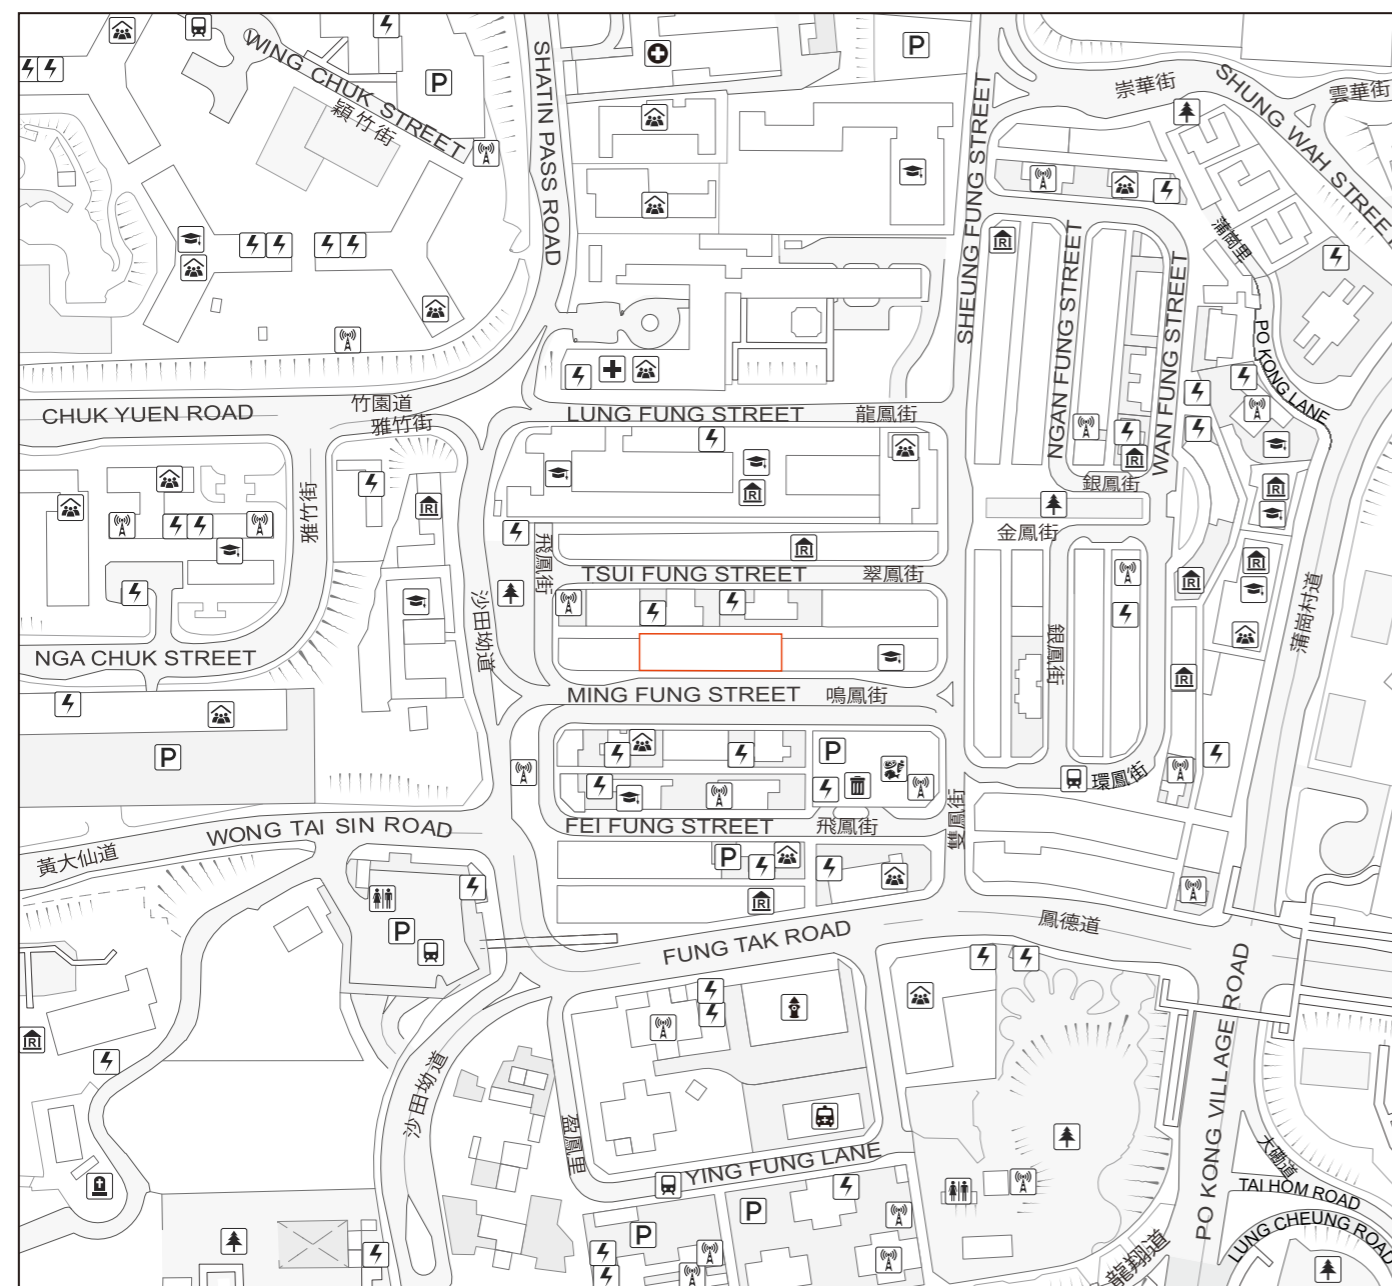 WING CHUK STREET
穎竹街
P
SHATIN PASS ROAD
P
SHEUNG FUNG STREET
崇華街
SHUNG WAH STREET
雲華街
蒲崗里
NGAN FUNG STREET
WAN FUNG STREET
PO KONG LANE
CHUK YUEN ROAD
竹園道
雅竹街
LUNG FUNG STREET
龍鳳街
雅竹街
銀鳳街
金鳳街
飛鳳街
TSUI FUNG STREET
翠鳳街
沙田坳道
蒲崗村道
銀鳳街
NGA CHUK STREET
MING FUNG STREET
鳴鳳街
P
P
環鳳街
雙鳳街
WONG TAI SIN ROAD
黃大仙道
FEI FUNG STREET
飛鳳街
P
P
FUNG TAK ROAD
鳳德道
PO KONG VILLAGE ROAD
沙田坳道
盈鳳里
YING FUNG LANE
大磡道
TAI HOM ROAD
LUNG CHEUNG ROAD
龍翔道
P
P